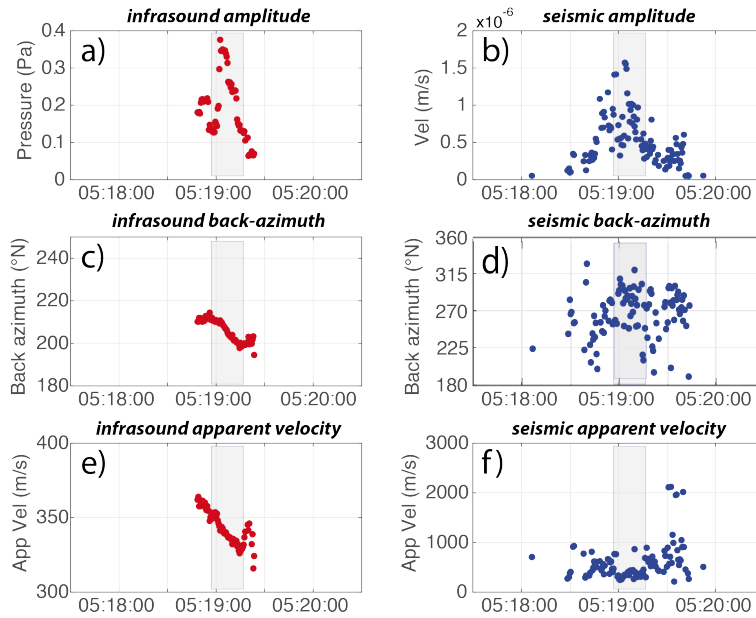 infrasound amplitude
a)
Pressure (Pa)
0.4
0.3
0.2
0.1
0
05:18:00 05:19:00 05:20:00
seismic amplitude
x10⁻⁶
b)
Vel (m/s)
2
1.5
1
0.5
0
05:18:00 05:19:00 05:20:00
infrasound back-azimuth
c)
Back azimuth (°N)
240
220
200
180
05:18:00 05:19:00 05:20:00
seismic back-azimuth
d)
Back azimuth (°N)
360
315
270
225
180
05:18:00 05:19:00 05:20:00
infrasound apparent velocity
e)
App Vel (m/s)
400
350
300
05:18:00 05:19:00 05:20:00
seismic apparent velocity
f)
App Vel (m/s)
3000
2000
1000
0
05:18:00 05:19:00 05:20:00